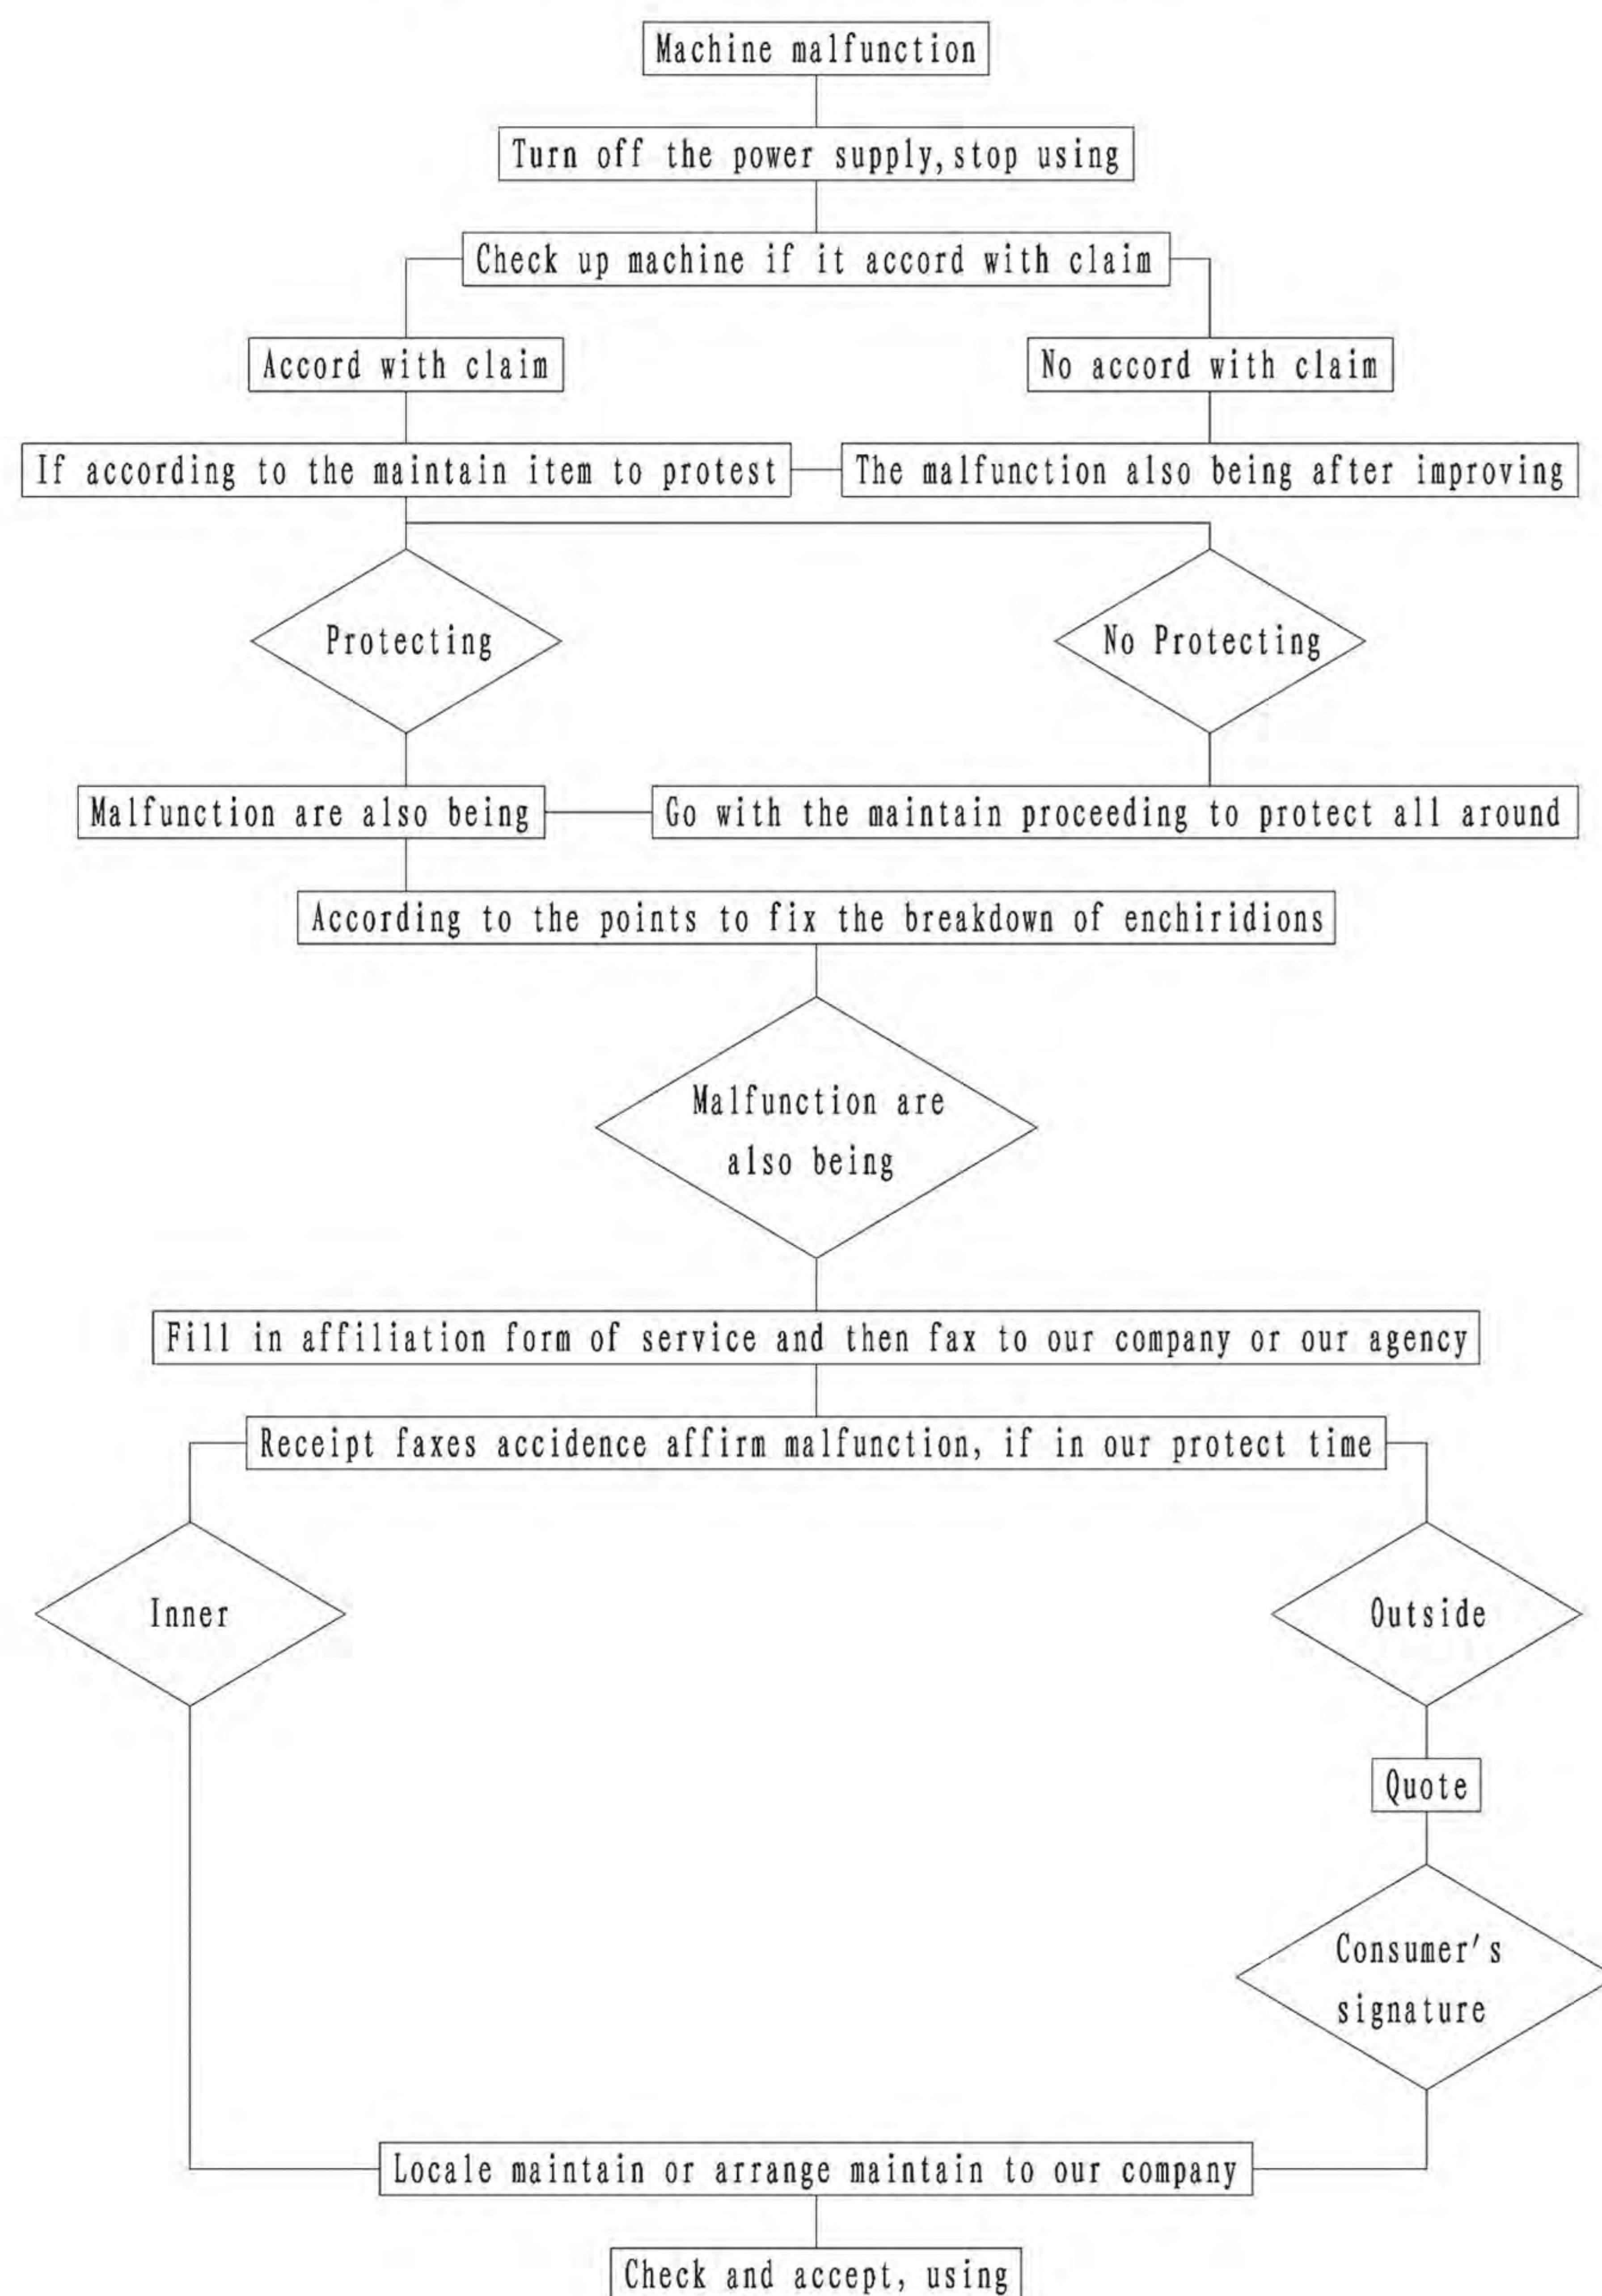 Machine malfunction
Turn off the power supply, stop using
Check up machine if it accord with claim
Accord with claim
No accord with claim
If according to the maintain item to protest
The malfunction also being after improving
Protecting
No Protecting
Malfunction are also being
Go with the maintain proceeding to protect all around
According to the points to fix the breakdown of enchiridions
Malfunction are
also being
Fill in affiliation form of service and then fax to our company or our agency
Receipt faxes accidence affirm malfunction, if in our protect time
Inner
Outside
Quote
Consumer's
signature
Locale maintain or arrange maintain to our company
Check and accept, using